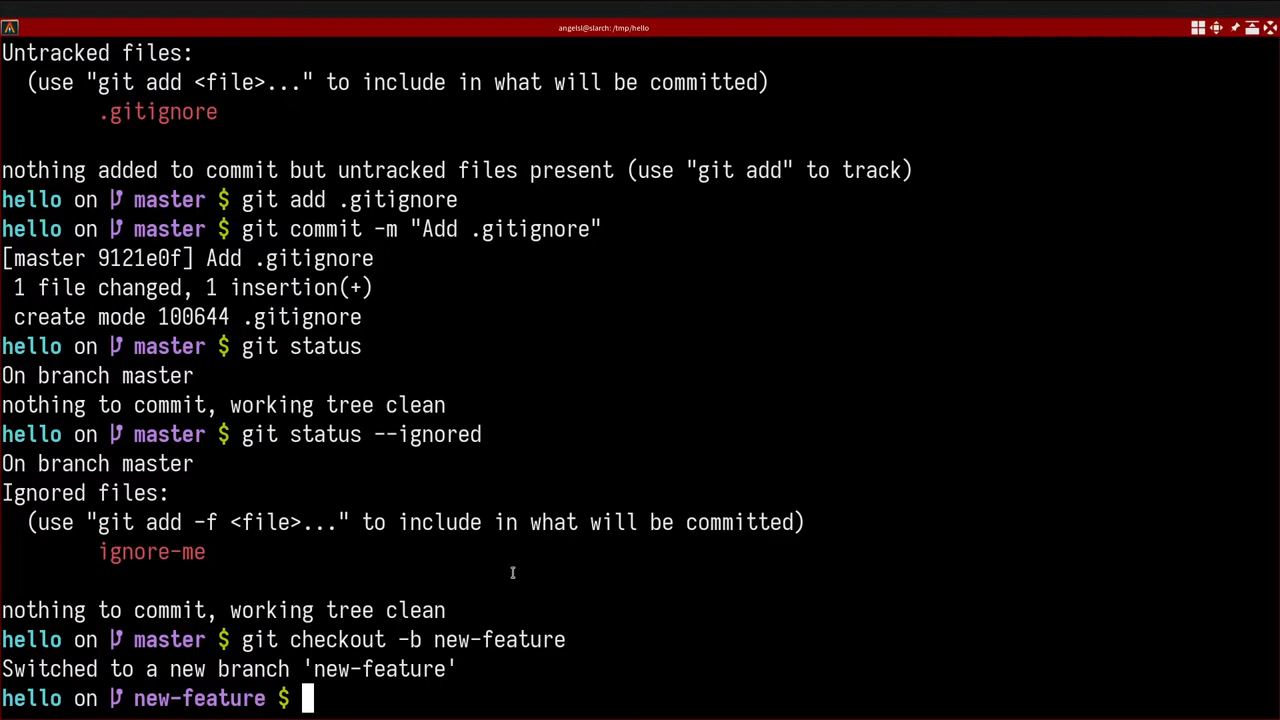 angelsl@slarch: /tmp/hello
Untracked files:
(use "git add <file>..." to include in what will be committed)
.gitignore
nothing added to commit but untracked files present (use "git add" to track)
hello on master $ git add .gitignore
hello on master $ git commit -m "Add .gitignore"
[master 9121e0f] Add .gitignore
1 file changed, 1 insertion(+)
create mode 100644 .gitignore
hello on master $ git status
On branch master
nothing to commit, working tree clean
hello on master $ git status --ignored
On branch master
Ignored files:
(use "git add -f <file>..." to include in what will be committed)
ignore-me
nothing to commit, working tree clean
hello on master $ git checkout -b new-feature
Switched to a new branch 'new-feature'
hello on new-feature $